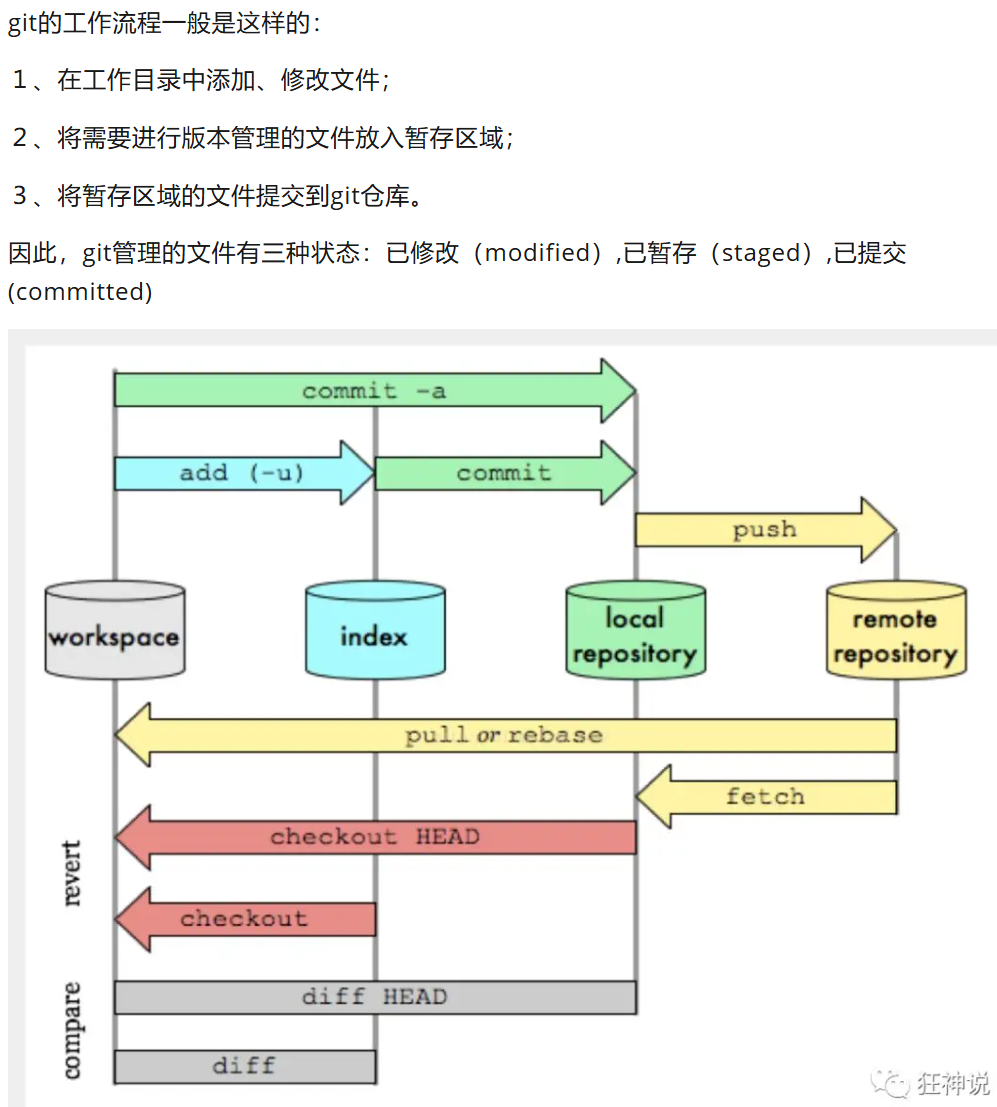 git的工作流程一般是这样的：
１、在工作目录中添加、修改文件；
２、将需要进行版本管理的文件放入暂存区域；
３、将暂存区域的文件提交到git仓库。
因此，git管理的文件有三种状态：已修改（modified）,已暂存（staged）,已提交
(committed)
commit -a
add (-u)
commit
push
workspace
index
local
repository
remote
repository
pull or rebase
fetch
revert
checkout HEAD
checkout
compare
diff HEAD
diff
狂神说